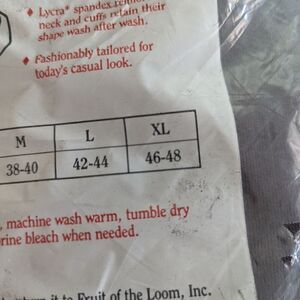 ♦ Lycra* spandex
neck and cuffs retain their
shape wash after wash.
♦ Fashionably tailored for
today's casual look.
M L XL
38-40 42-44 46-48
, machine wash warm, tumble dry
rine bleach when needed.
it to Fruit of the Loom, Inc.